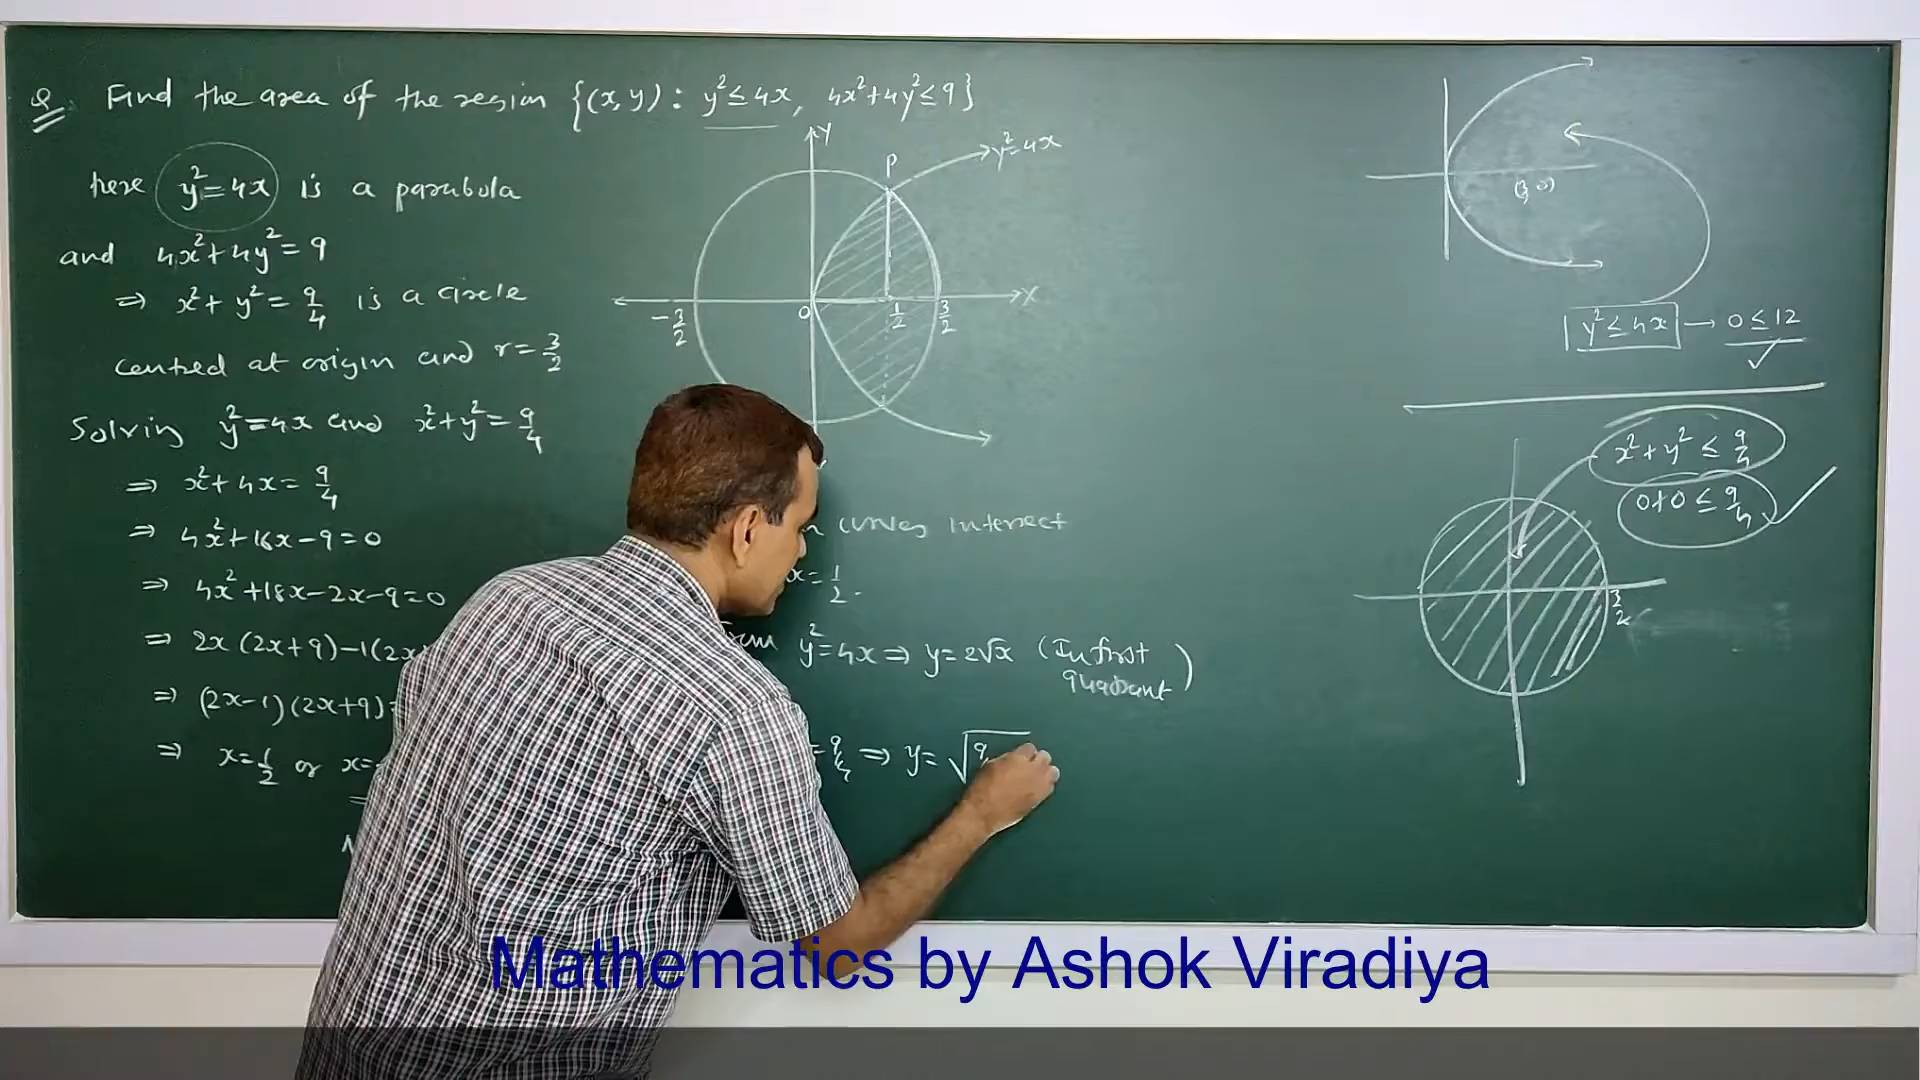 Q. Find the area of the region {(x, y) : y² ≤ 4x, 4x² + 4y² ≤ 9}
here y² = 4x is a parabola
and 4x² + 4y² = 9
⇒ x² + y² = 9/4 is a circle
centred at origin and r = 3/2
Solving y² = 4x and x² + y² = 9/4
⇒ x² + 4x = 9/4
⇒ 4x² + 16x - 9 = 0
⇒ 4x² + 18x - 2x - 9 = 0
⇒ 2x (2x + 9) - 1 (2x
⇒ (2x - 1) (2x + 9) =
⇒ x = 1/2 or x =
Y
P
y² = 4x
-3/2
O
1/2
3/2
X
curves intersect
x = 1/2 .
y² = 4x ⇒ y = 2√x (In first quadrant)
= 9/4 ⇒ y = √9
(3, 0)
y² ≤ 4x → 0 ≤ 12 ✓
x² + y² ≤ 9/4
0 + 0 ≤ 9/4 ✓
3/2
Mathematics by Ashok Viradiya